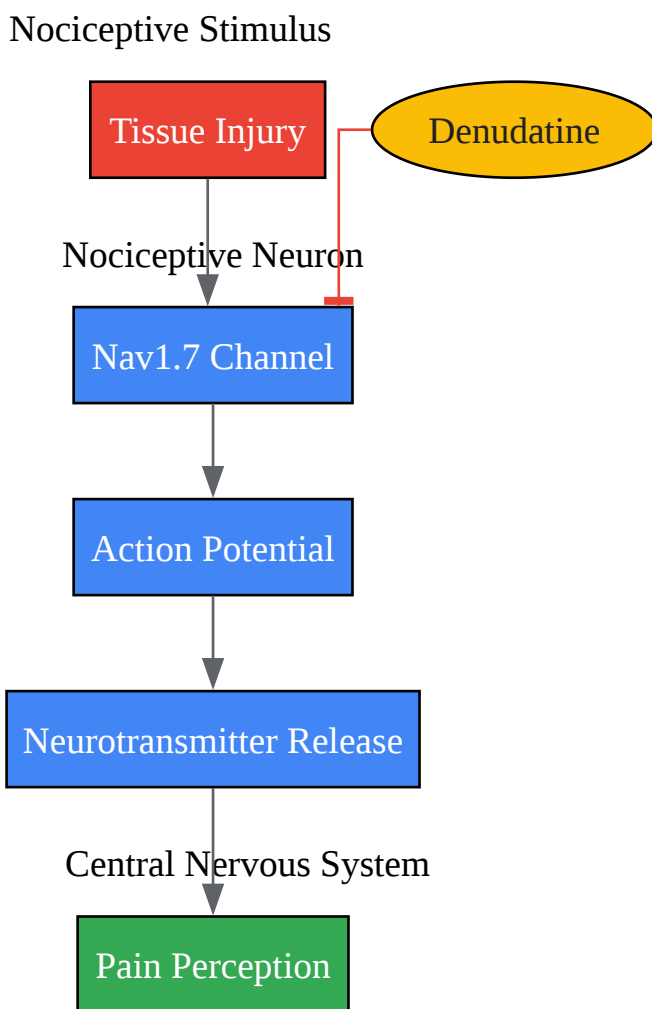 Nociceptive Stimulus
Tissue Injury
Denudatine
Nociceptive Neuron
Nav1.7 Channel
Action Potential
Neurotransmitter Release
Central Nervous System
Pain Perception